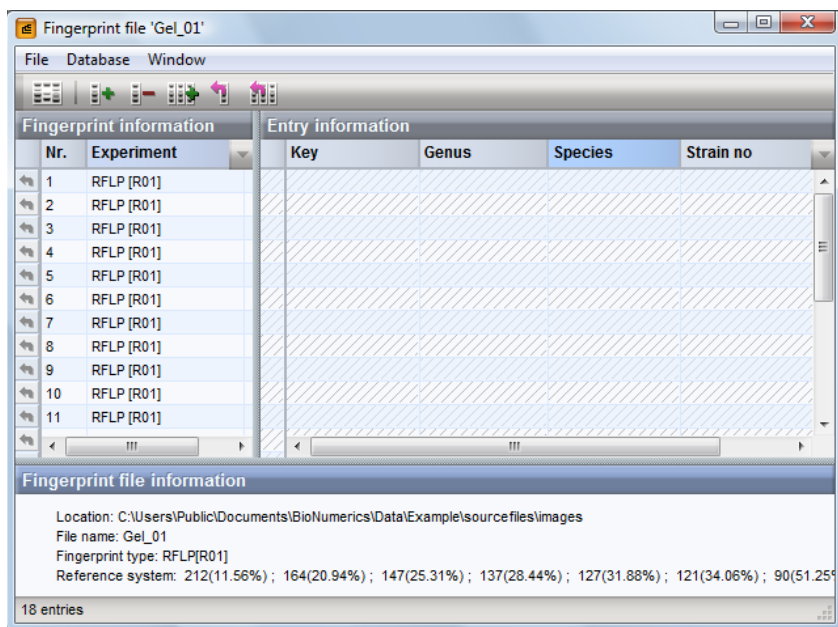 Fingerprint file 'Gel_01'
File Database Window
Fingerprint information Entry information
Nr. Experiment Key Genus Species Strain no
1 RFLP [R01]
2 RFLP [R01]
3 RFLP [R01]
4 RFLP [R01]
5 RFLP [R01]
6 RFLP [R01]
7 RFLP [R01]
8 RFLP [R01]
9 RFLP [R01]
10 RFLP [R01]
11 RFLP [R01]
Fingerprint file information
Location: C:\Users\Public\Documents\BioNumerics\Data\Example\sourcefiles\images
File name: Gel_01
Fingerprint type: RFLP[R01]
Reference system: 212(11.56%) ; 164(20.94%) ; 147(25.31%) ; 137(28.44%) ; 127(31.88%) ; 121(34.06%) ; 90(51.25%
18 entries